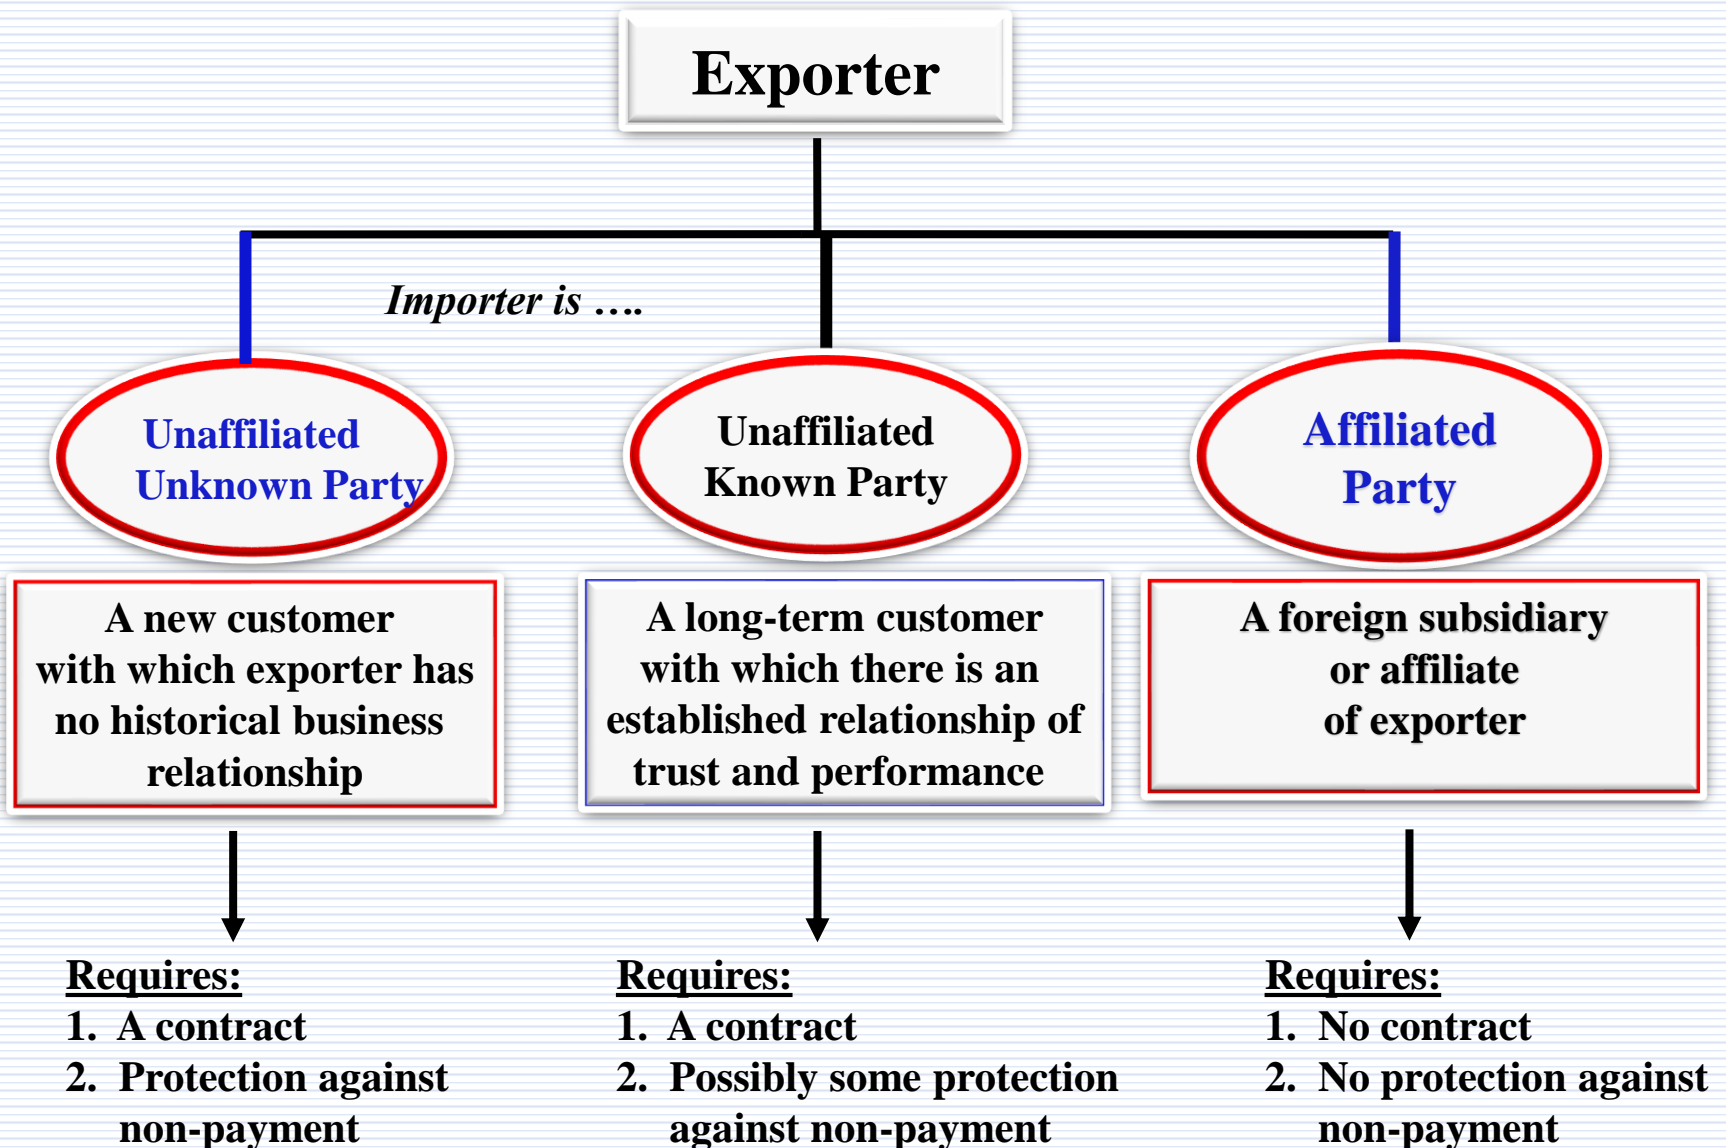 Exporter
Importer is ….
Unaffiliated
Unknown Party
Unaffiliated
Known Party
Affiliated
Party
A new customer
with which exporter has
no historical business
relationship
A long-term customer
with which there is an
established relationship of
trust and performance
A foreign subsidiary
or affiliate
of exporter
Requires:
1. A contract
2. Protection against
non-payment
Requires:
1. A contract
2. Possibly some protection
against non-payment
Requires:
1. No contract
2. No protection against
non-payment